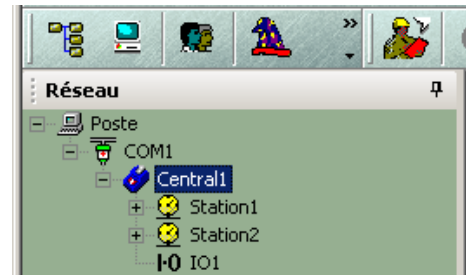 Réseau
Poste
COM1
Central1
Station1
Station2
IO1